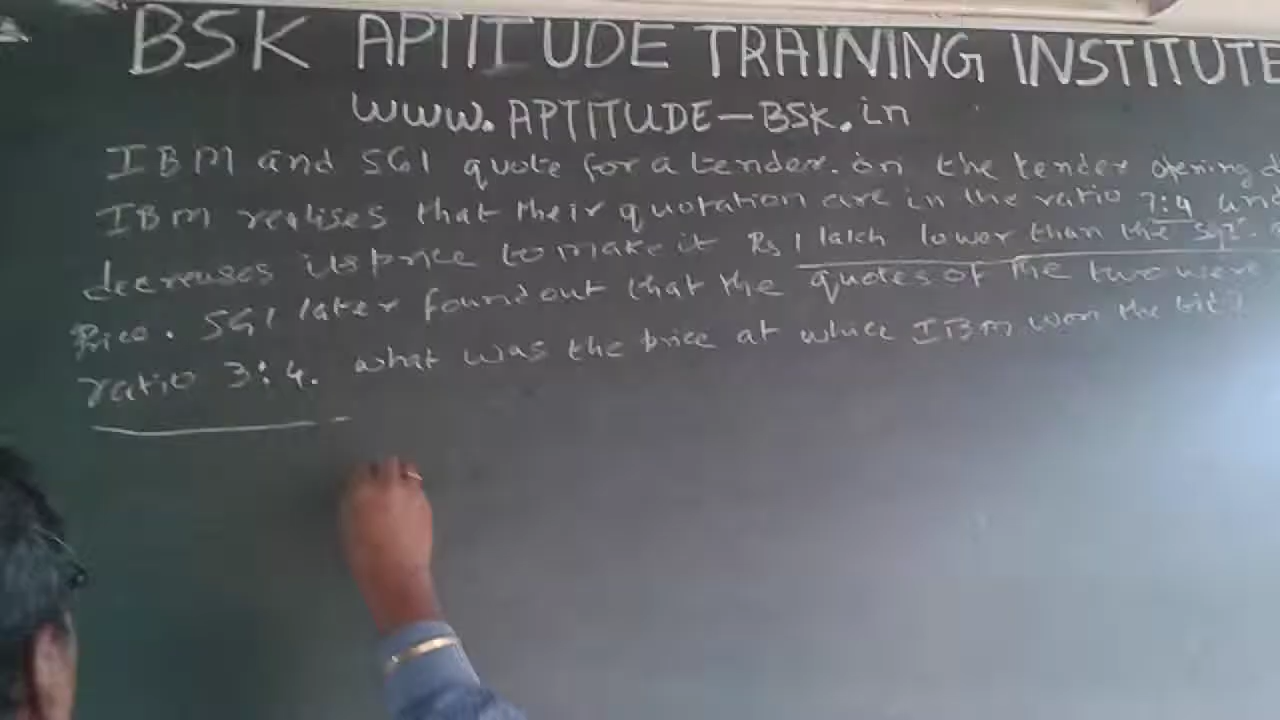 BSK APTITUDE TRAINING INSTITUTE
WWW.APTITUDE-BSK.in
IBM and SGI quote for a tender. on the tender opening d
IBM realises that their quotation are in the ratio 7:4 and
decreases its price to make it Rs 1 lakh lower than the SGI's
Price. SGI later found out that the quotes of the two were
ratio 3:4. what was the price at which IBM won the bid?